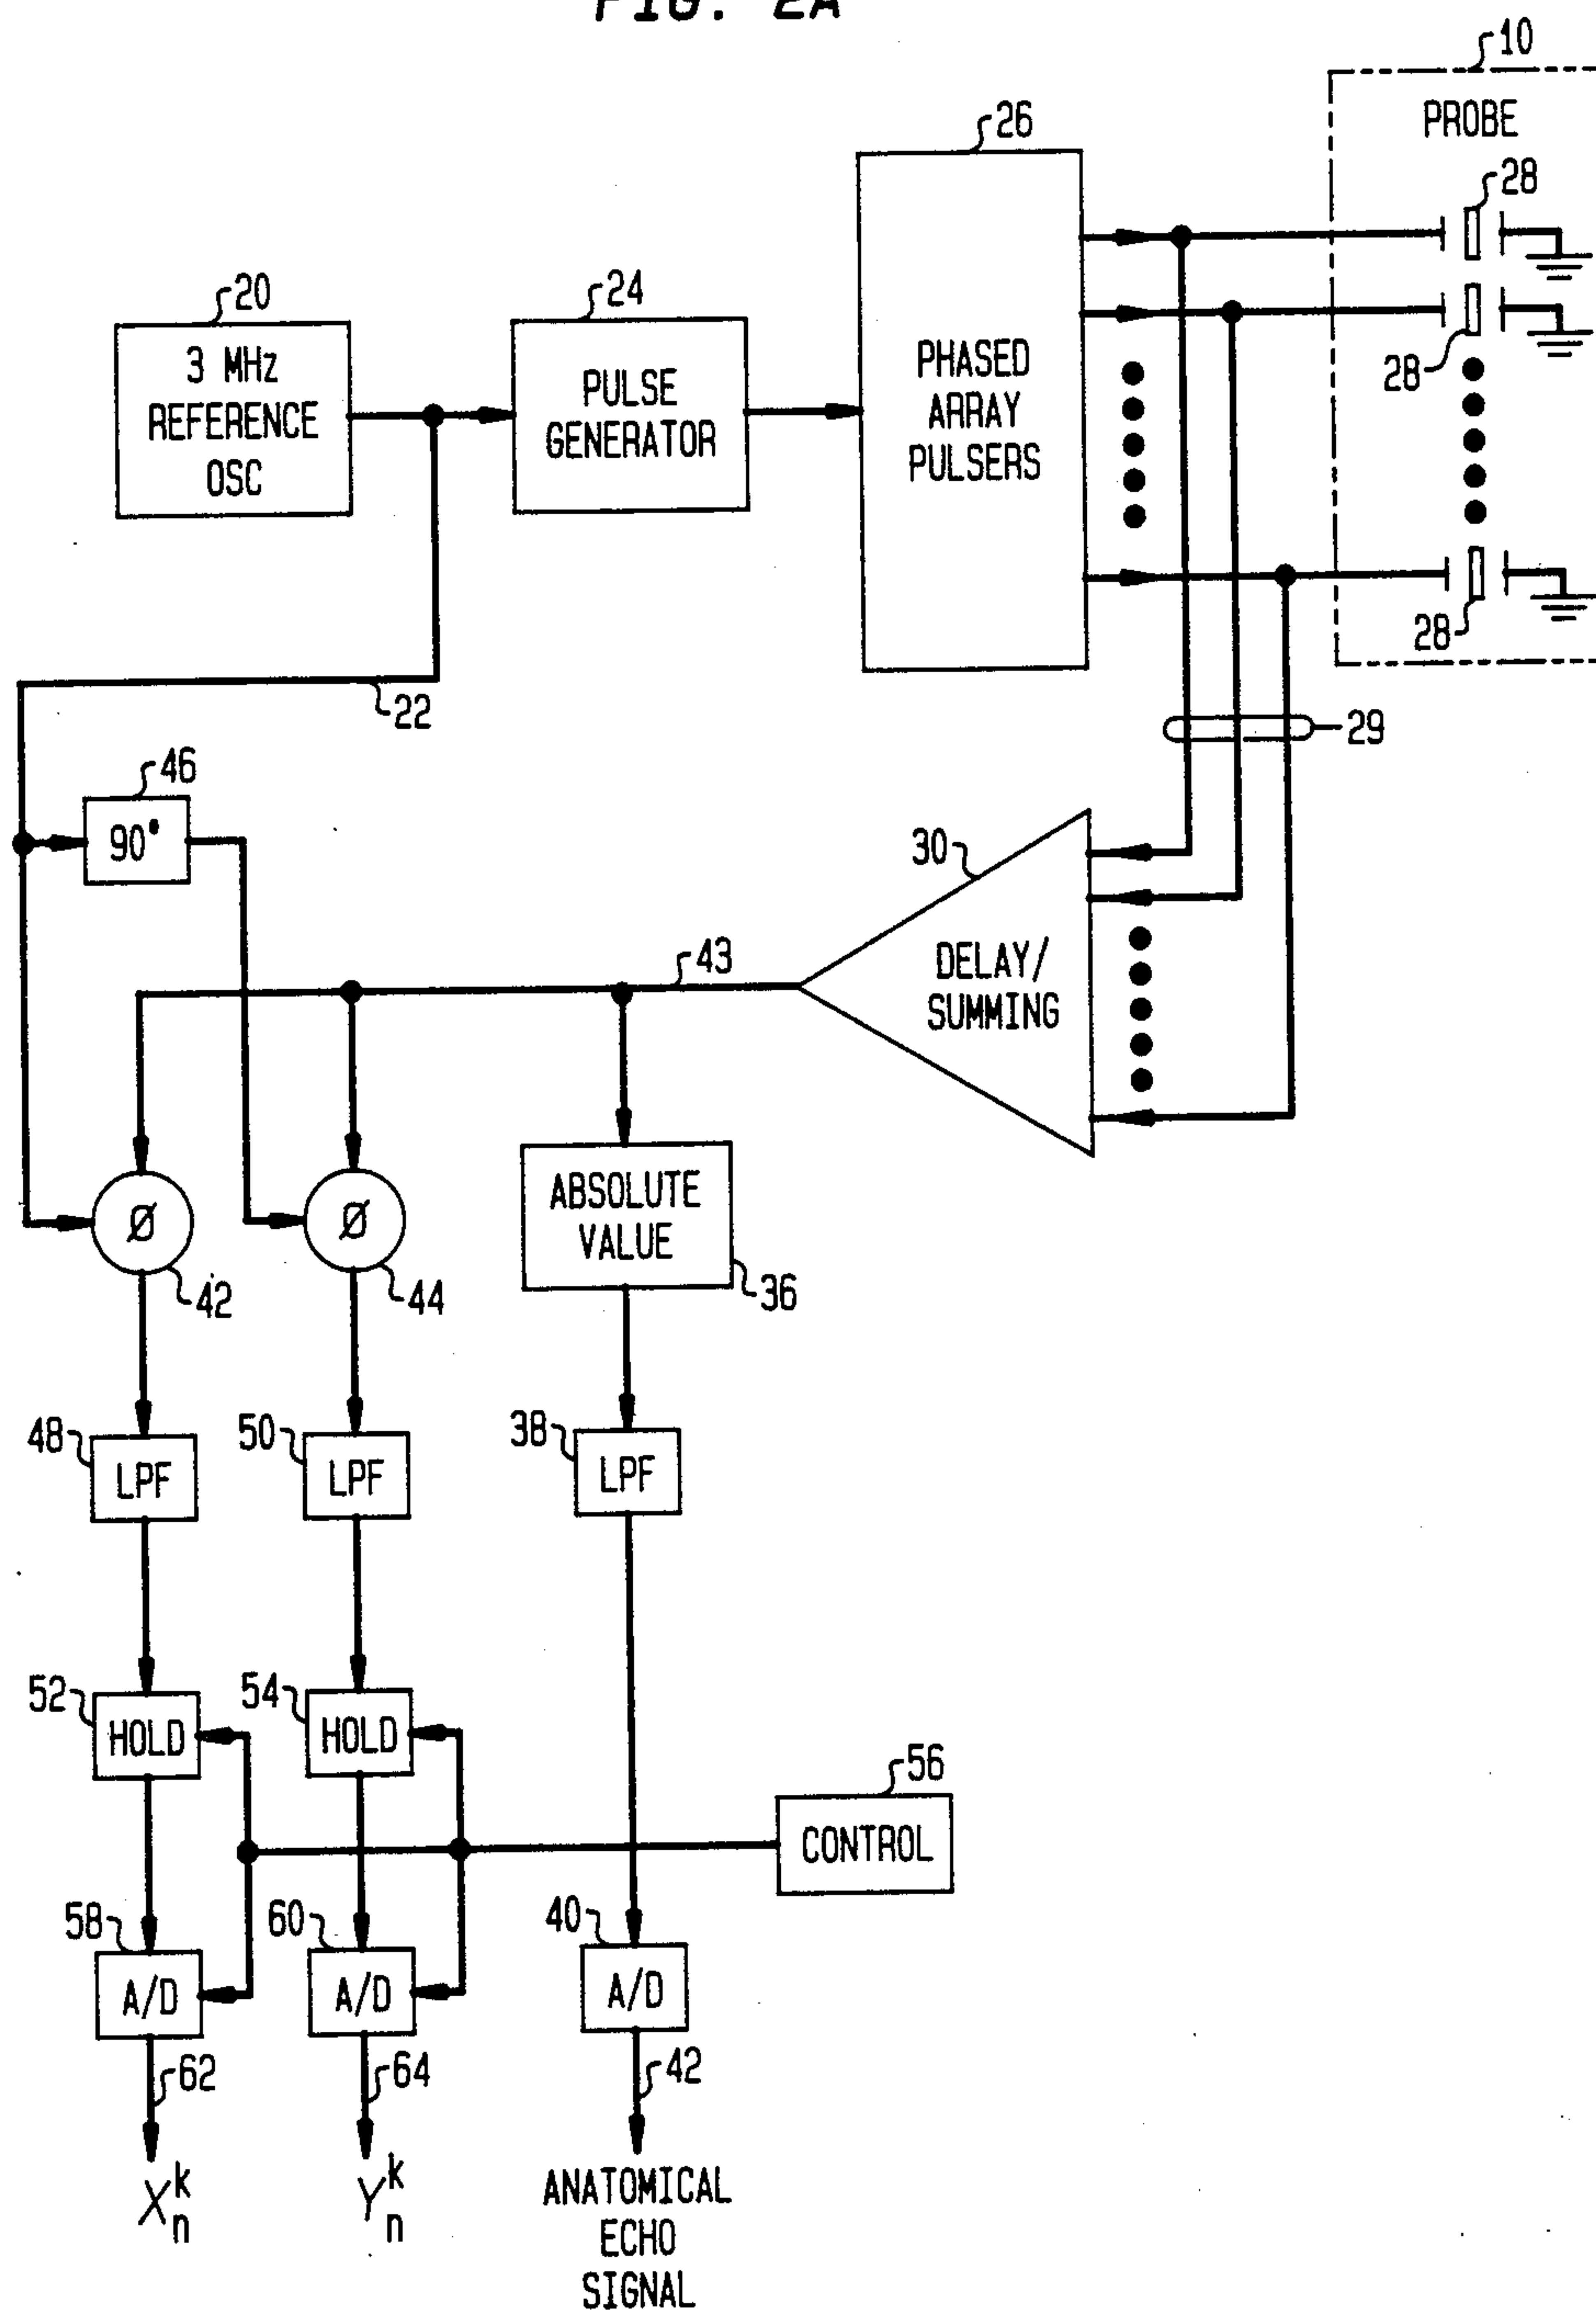 FIG. 2A
10
PROBE
26
28
20
24
3 MHz
REFERENCE
OSC
PULSE
GENERATOR
PHASED
ARRAY
PULSERS
28
28
22
29
46
90°
30
43
DELAY/
SUMMING
Ø
Ø
ABSOLUTE
VALUE
42
44
36
48
50
38
LPF
LPF
LPF
52
54
HOLD
HOLD
56
CONTROL
58
60
40
A/D
A/D
A/D
62
64
42
X_n^k
Y_n^k
ANATOMICAL
ECHO
SIGNAL